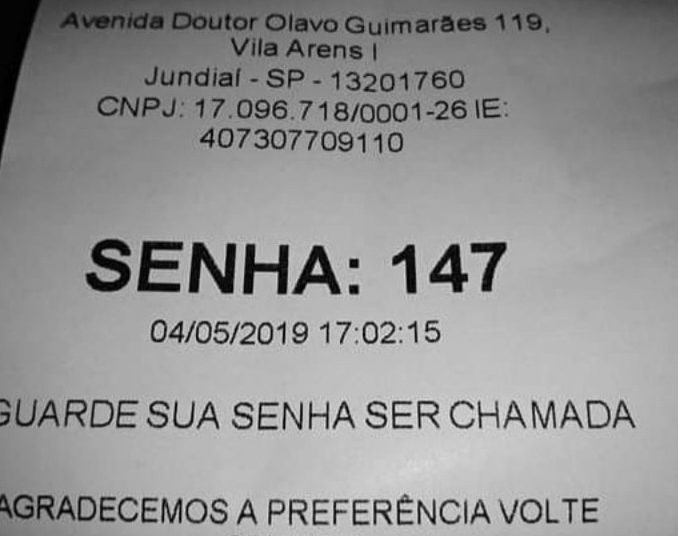 Avenida Doutor Olavo Guimarães 119,
Vila Arens I
Jundiaí - SP - 13201760
CNPJ: 17.096.718/0001-26 IE:
407307709110
SENHA: 147
04/05/2019 17:02:15
GUARDE SUA SENHA SER CHAMADA
AGRADECEMOS A PREFERÊNCIA VOLTE